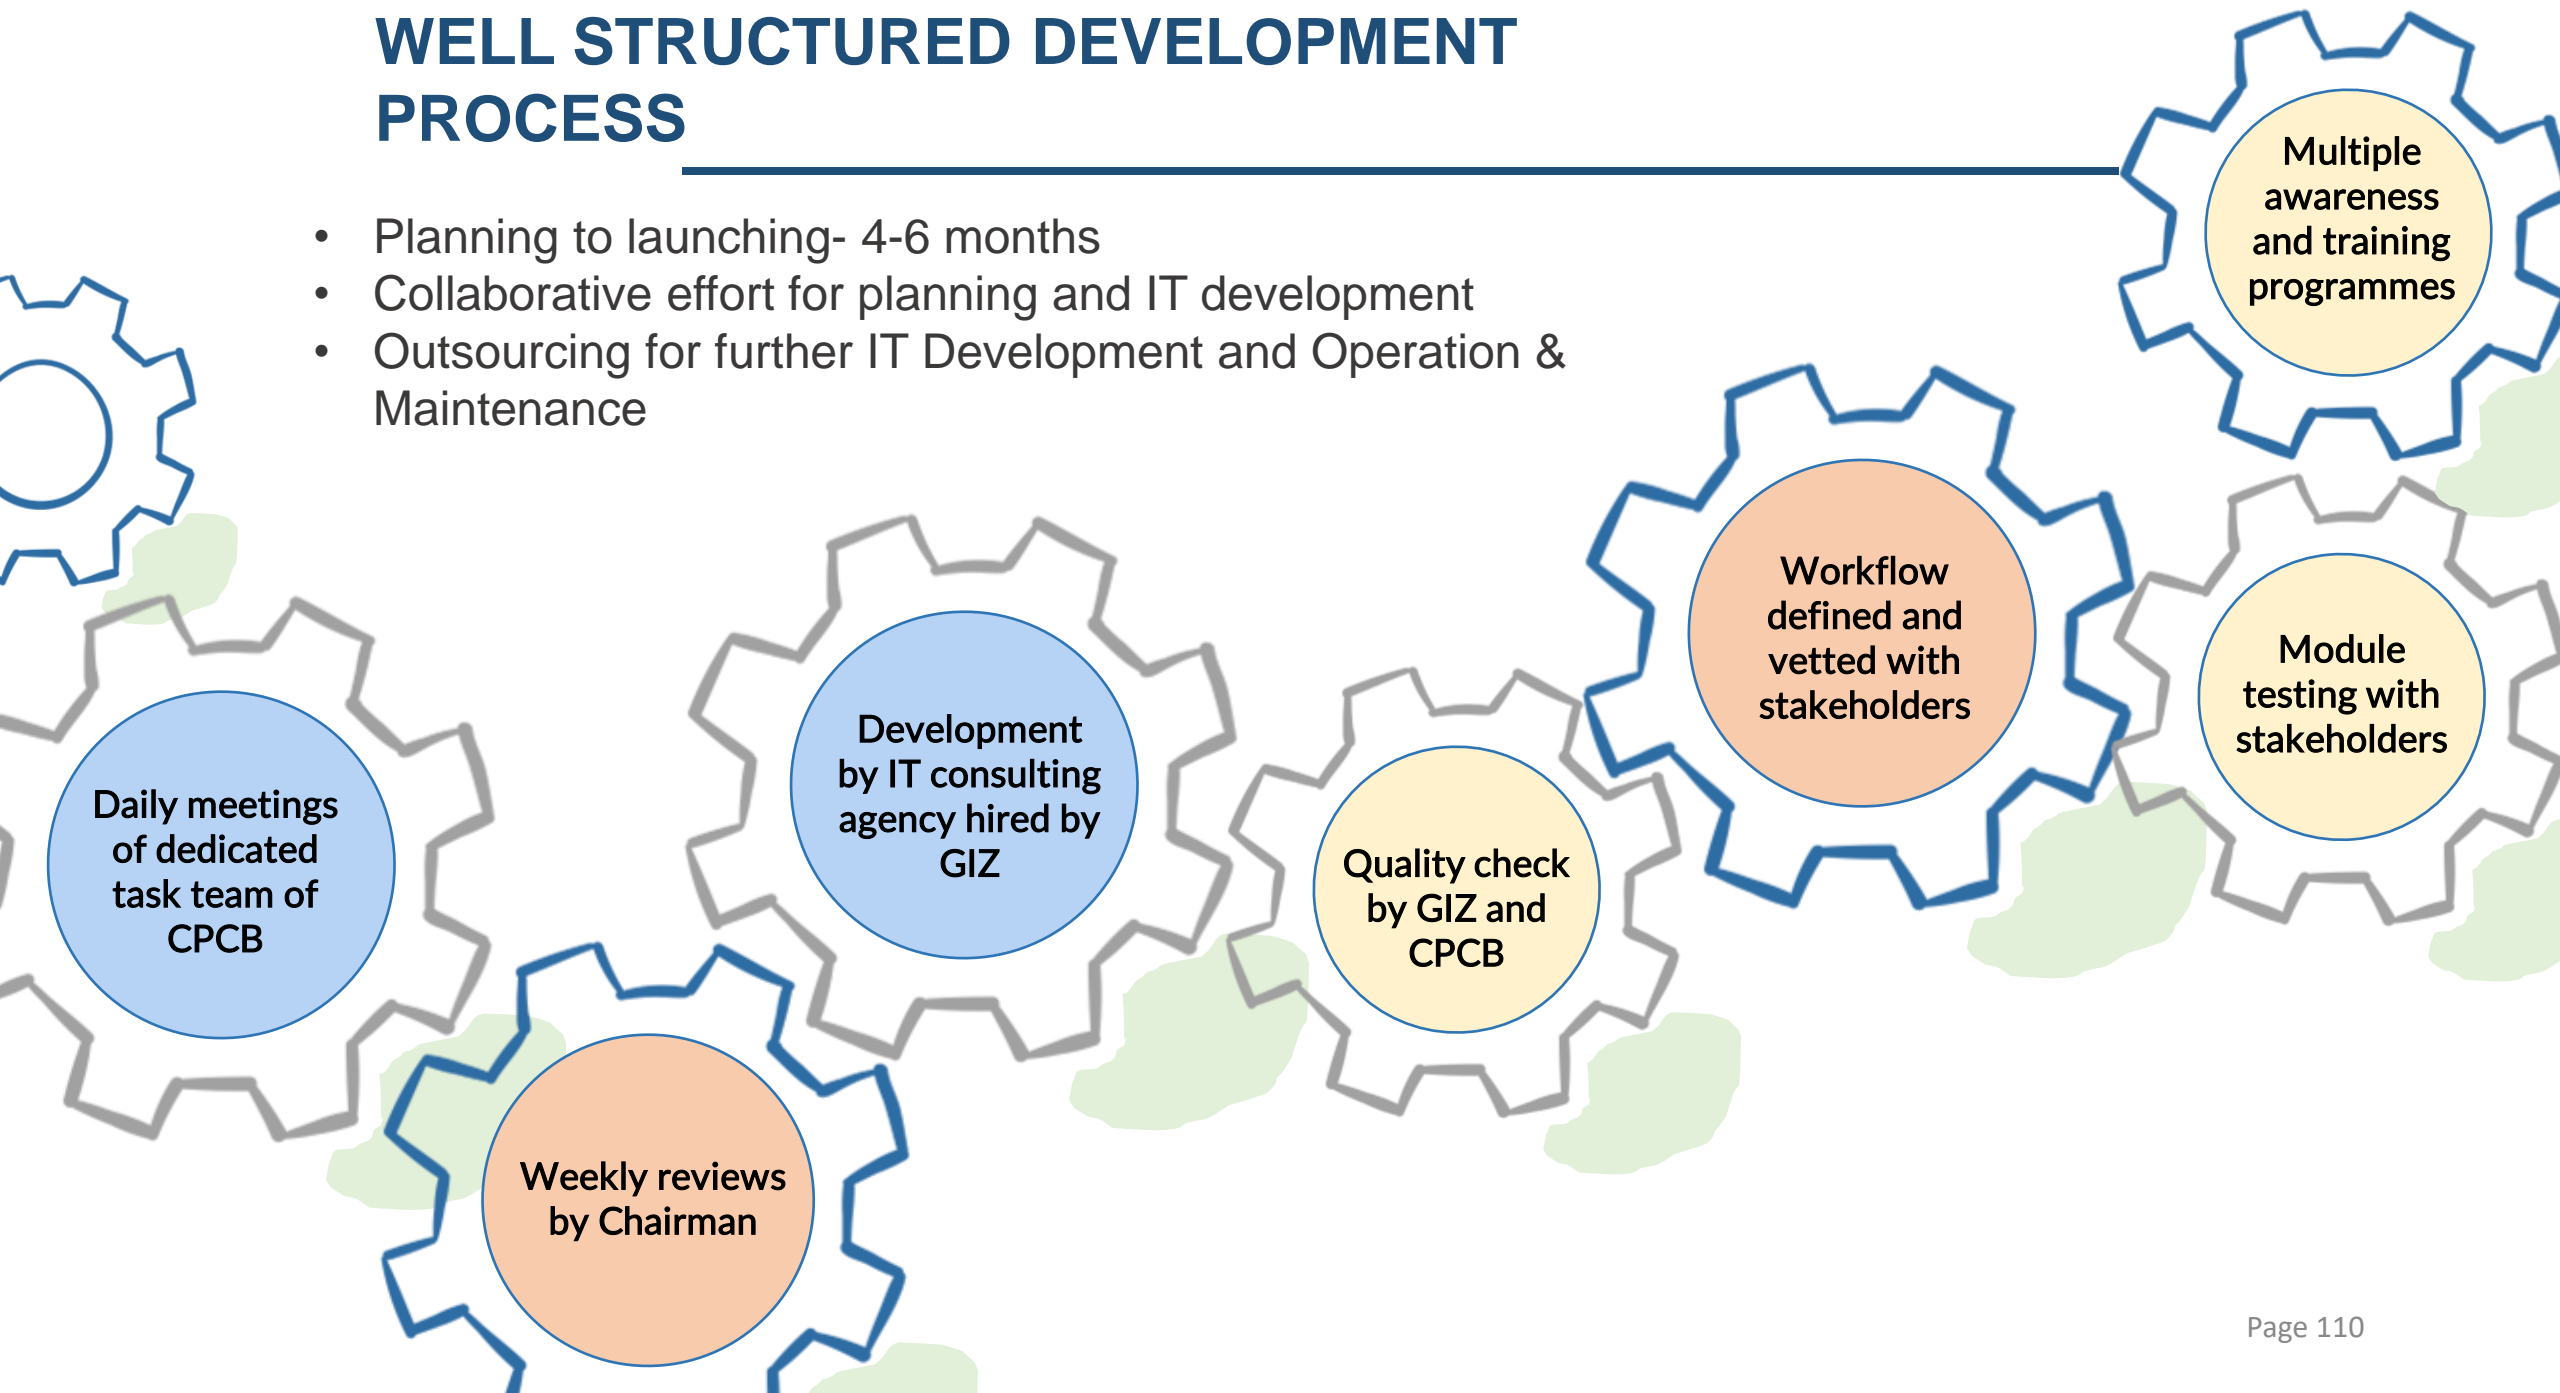 WELL STRUCTURED DEVELOPMENT
PROCESS
• Planning to launching- 4-6 months
• Collaborative effort for planning and IT development
• Outsourcing for further IT Development and Operation &
Maintenance
Daily meetings
of dedicated
task team of
CPCB
Weekly reviews
by Chairman
Development
by IT consulting
agency hired by
GIZ
Quality check
by GIZ and
CPCB
Workflow
defined and
vetted with
stakeholders
Module
testing with
stakeholders
Multiple
awareness
and training
programmes
Page 110